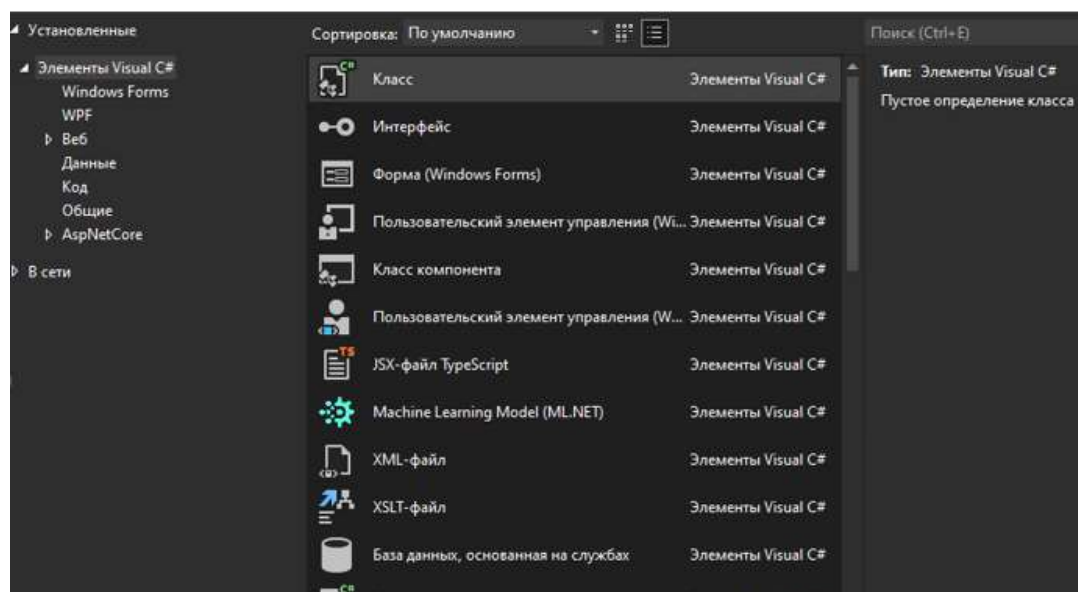 Установленные
Элементы Visual C#
Windows Forms
WPF
Веб
Данные
Код
Общие
AspNetCore
В сети
Сортировка: По умолчанию
Класс Элементы Visual C#
Интерфейс Элементы Visual C#
Форма (Windows Forms) Элементы Visual C#
Пользовательский элемент управления (Wi... Элементы Visual C#
Класс компонента Элементы Visual C#
Пользовательский элемент управления (W... Элементы Visual C#
JSX-файл TypeScript Элементы Visual C#
Machine Learning Model (ML.NET) Элементы Visual C#
XML-файл Элементы Visual C#
XSLT-файл Элементы Visual C#
База данных, основанная на службах Элементы Visual C#
Поиск (Ctrl+E)
Тип: Элементы Visual C#
Пустое определение класса